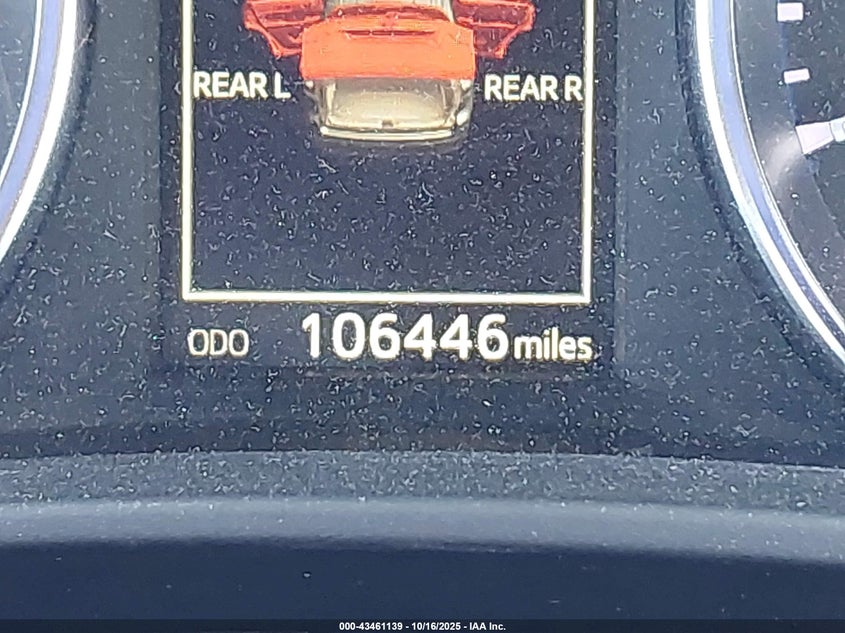 REAR L REAR R
ODO 106446 miles
000-43461139 - 10/16/2025 - IAA Inc.